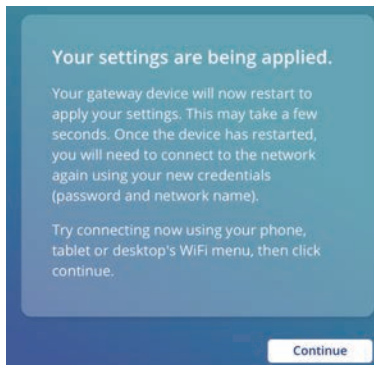 Your settings are being applied.
Your gateway device will now restart to
apply your settings. This may take a few
seconds. Once the device has restarted,
you will need to connect to the network
again using your new credentials
(password and network name).
Try connecting now using your phone,
tablet or desktop's WiFi menu, then click
continue.
Continue